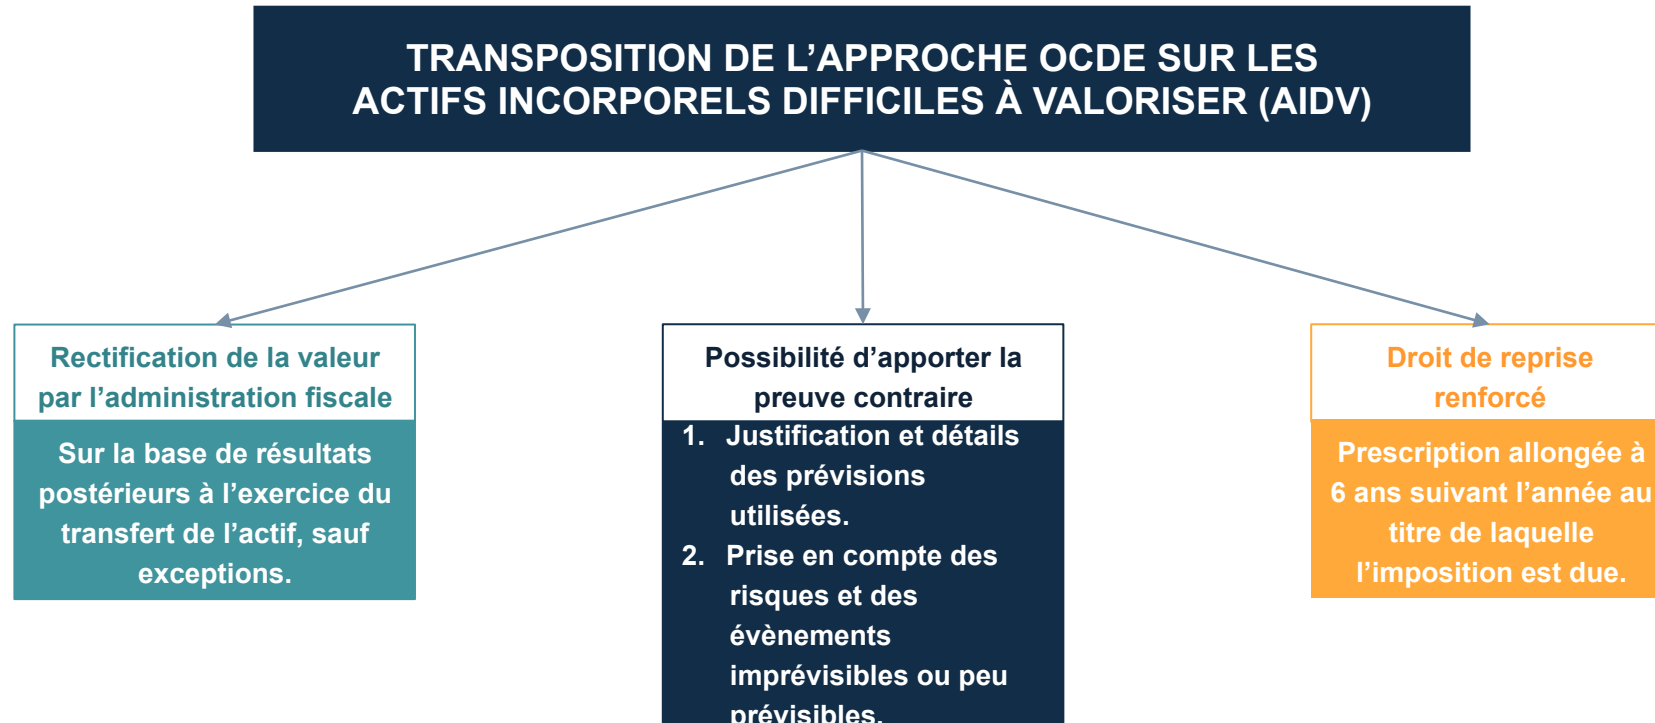 TRANSPOSITION DE L’APPROCHE OCDE SUR LES
ACTIFS INCORPORELS DIFFICILES À VALORISER (AIDV)
Rectification de la valeur
par l’administration fiscale
Sur la base de résultats
postérieurs à l’exercice du
transfert de l’actif, sauf
exceptions.
Possibilité d’apporter la
preuve contraire
1. Justification et détails
des prévisions
utilisées.
2. Prise en compte des
risques et des
évènements
imprévisibles ou peu
prévisibles.
Droit de reprise
renforcé
Prescription allongée à
6 ans suivant l’année au
titre de laquelle
l’imposition est due.